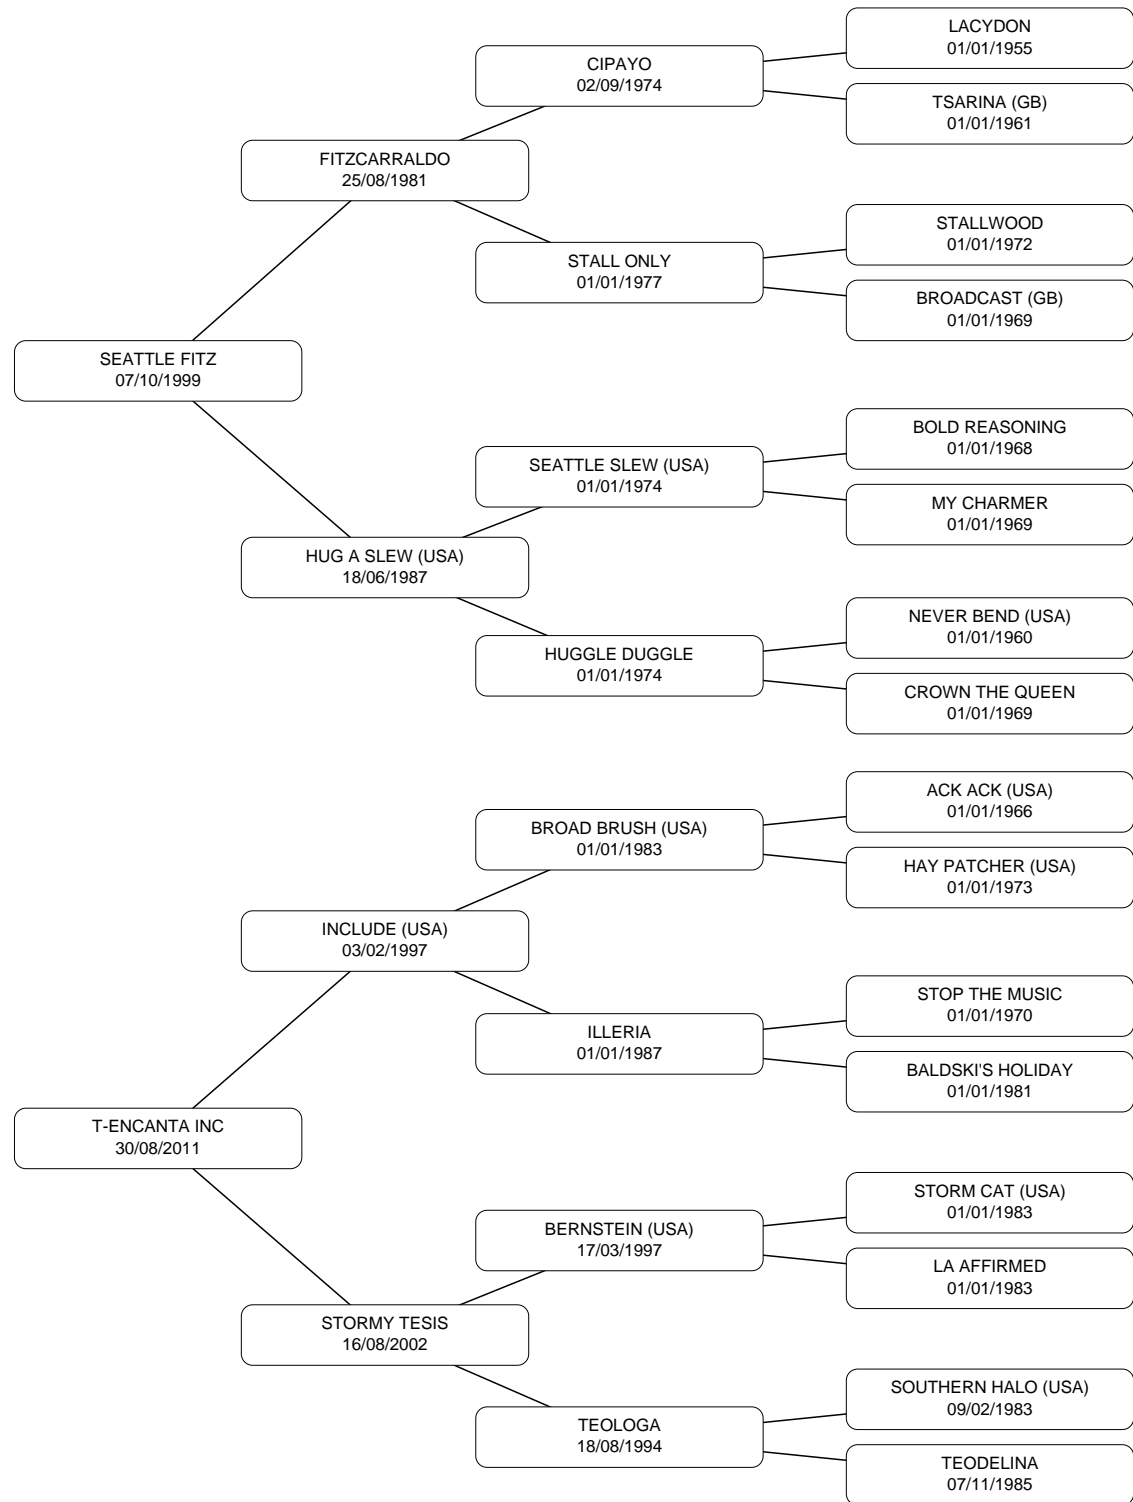 LACYDON
01/01/1955
CIPAYO
02/09/1974
TSARINA (GB)
01/01/1961
FITZCARRALDO
25/08/1981
STALLWOOD
01/01/1972
STALL ONLY
01/01/1977
BROADCAST (GB)
01/01/1969
SEATTLE FITZ
07/10/1999
BOLD REASONING
01/01/1968
SEATTLE SLEW (USA)
01/01/1974
MY CHARMER
01/01/1969
HUG A SLEW (USA)
18/06/1987
NEVER BEND (USA)
01/01/1960
HUGGLE DUGGLE
01/01/1974
CROWN THE QUEEN
01/01/1969
ACK ACK (USA)
01/01/1966
BROAD BRUSH (USA)
01/01/1983
HAY PATCHER (USA)
01/01/1973
INCLUDE (USA)
03/02/1997
STOP THE MUSIC
01/01/1970
ILLERIA
01/01/1987
BALDSKI'S HOLIDAY
01/01/1981
T-ENCANTA INC
30/08/2011
STORM CAT (USA)
01/01/1983
BERNSTEIN (USA)
17/03/1997
LA AFFIRMED
01/01/1983
STORMY TESIS
16/08/2002
SOUTHERN HALO (USA)
09/02/1983
TEOLOGA
18/08/1994
TEODELINA
07/11/1985